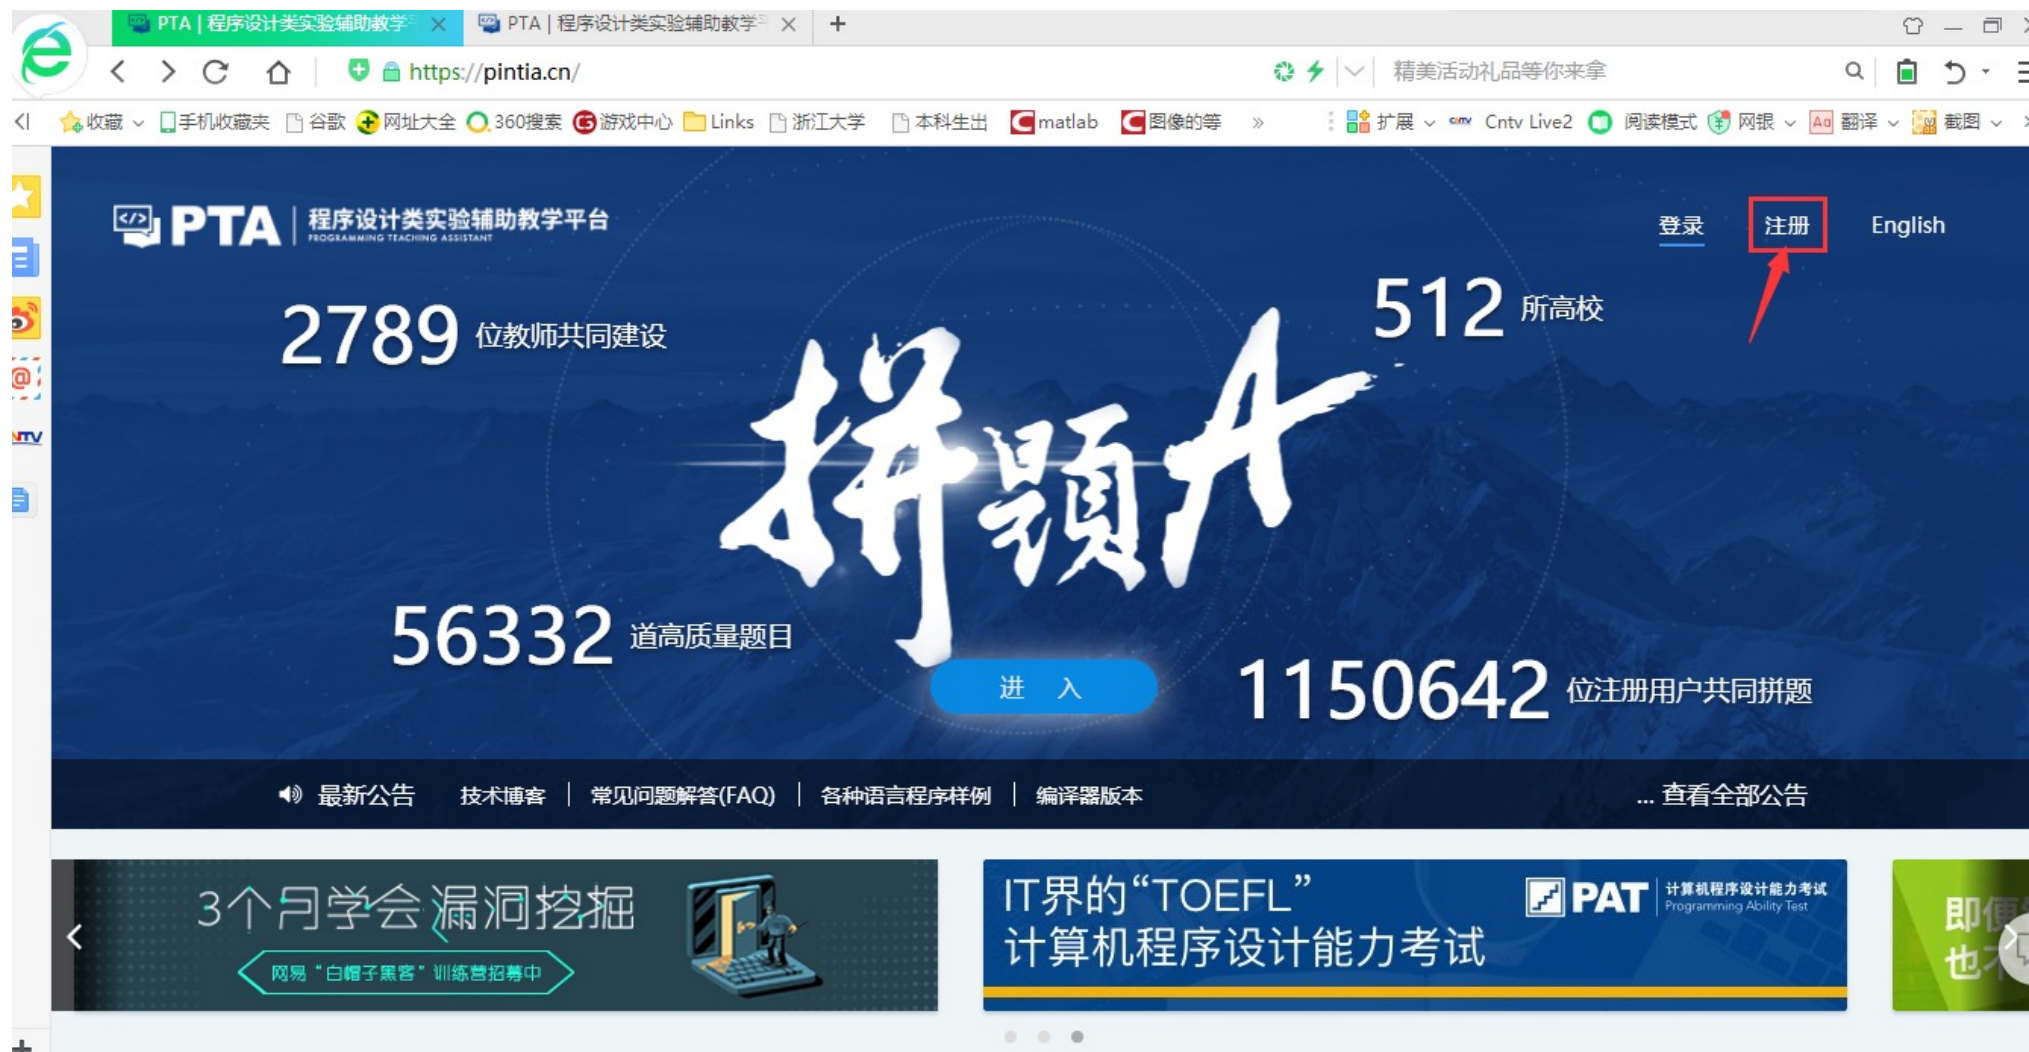 PTA | 程序设计类实验辅助教学
PTA | 程序设计类实验辅助教学
https://pintia.cn/
精美活动礼品等你来拿
收藏 手机收藏夹 谷歌 网址大全 360搜索 游戏中心 Links 浙江大学 本科生出 matlab 图像的等 » 扩展 Cntv Live2 阅读模式 网银 翻译 截图
PTA | 程序设计类实验辅助教学平台
PROGRAMMING TEACHING ASSISTANT
登录 注册 English
2789 位教师共同建设
512 所高校
拼题A
56332 道高质量题目
进 入
1150642 位注册用户共同拼题
最新公告 技术博客 | 常见问题解答(FAQ) | 各种语言程序样例 | 编译器版本
... 查看全部公告
3个月学会漏洞挖掘
网易“白帽子黑客”训练营招募中
IT界的“TOEFL”
计算机程序设计能力考试
PAT 计算机程序设计能力考试
Programming Ability Test
即便
也不